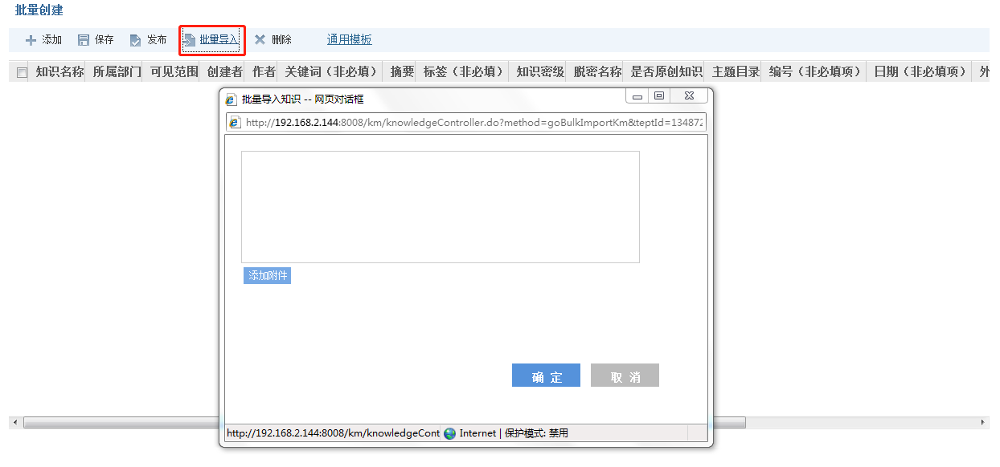 批量创建
添加 保存 发布 批量导入 删除 通用模板
知识名称 所属部门 可见范围 创建者 作者 关键词（非必填） 摘要 标签（非必填） 知识密级 脱密名称 是否原创知识 主题目录 编号（非必填项） 日期（非必填项） 外
批量导入知识 -- 网页对话框
http://192.168.2.144:8008/km/knowledgeController.do?method=goBulkImportKm&teptId=134872
添加附件
确 定 取 消
http://192.168.2.144:8008/km/knowledgeCont Internet | 保护模式: 禁用